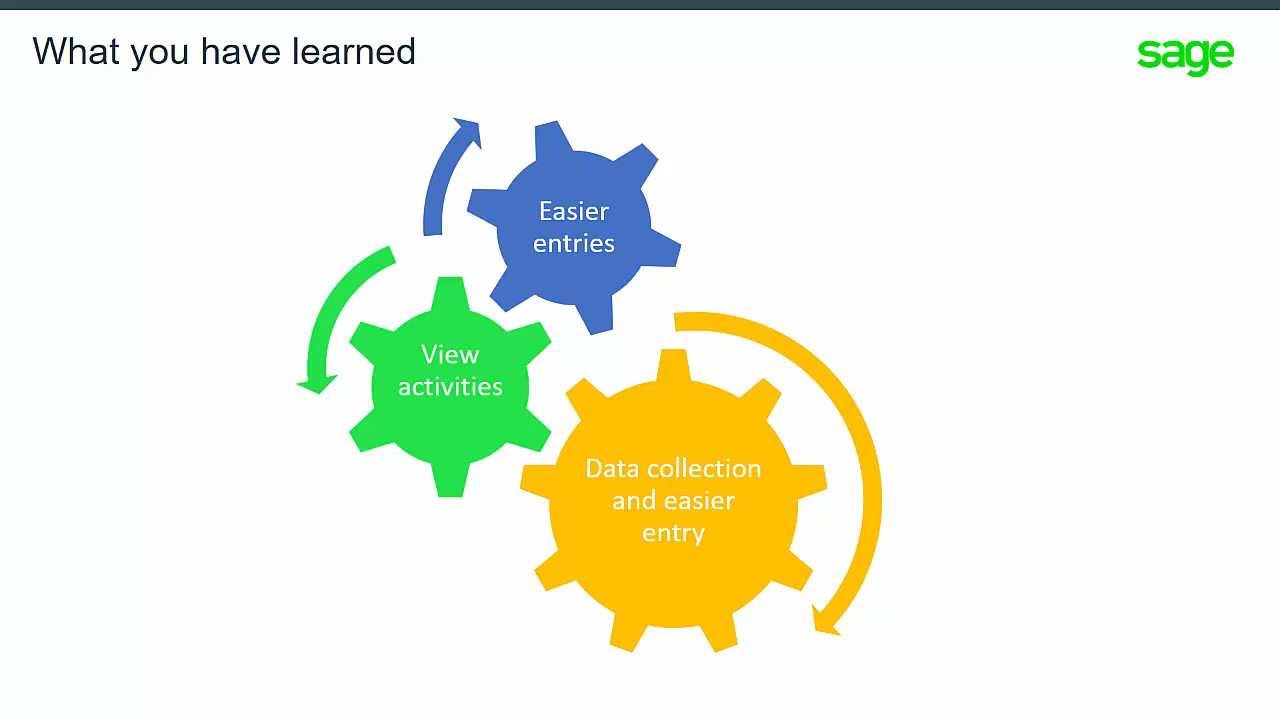 What you have learned
sage
Easier
entries
View
activities
Data collection
and easier
entry